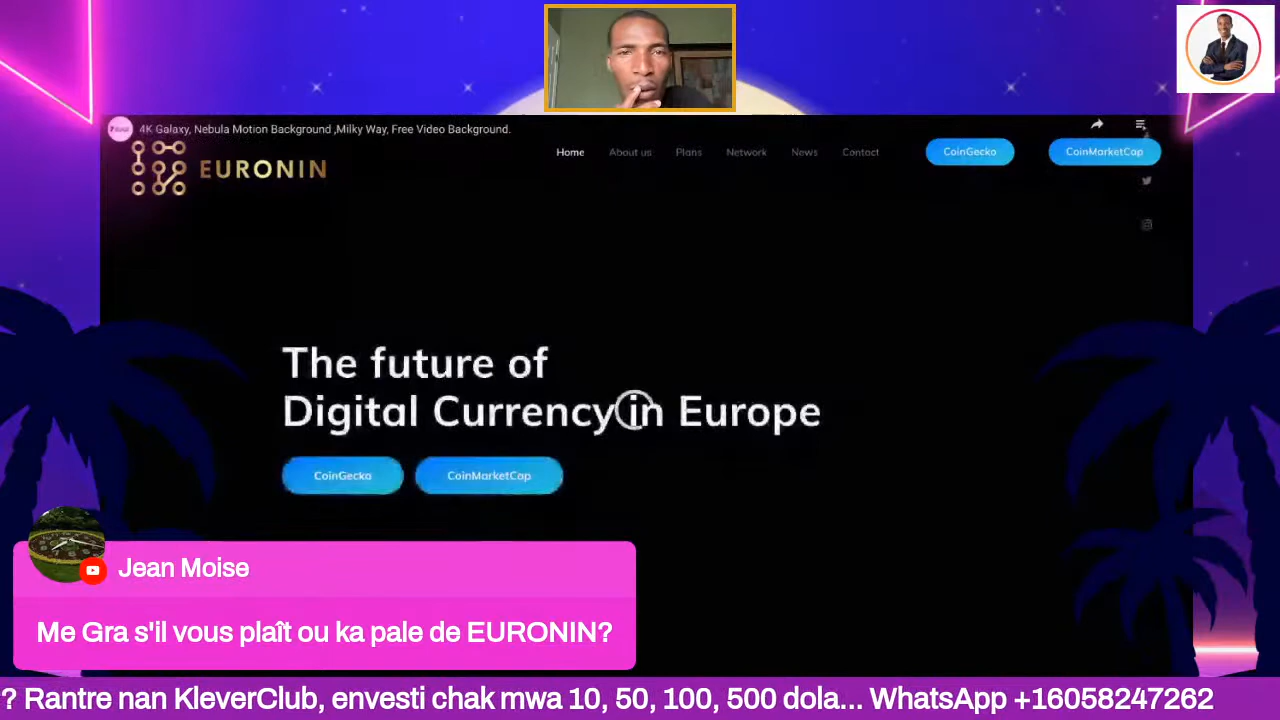 4K Galaxy, Nebula Motion Background ,Milky Way, Free Video Background.
EURONIN
Home About us Plans Network News Contact CoinGecko CoinMarketCap
The future of
Digital Currency in Europe
CoinGecko CoinMarketCap
Jean Moise
Me Gra s'il vous plaît ou ka pale de EURONIN?
? Rantre nan KleverClub, envesti chak mwa 10, 50, 100, 500 dola... WhatsApp +16058247262